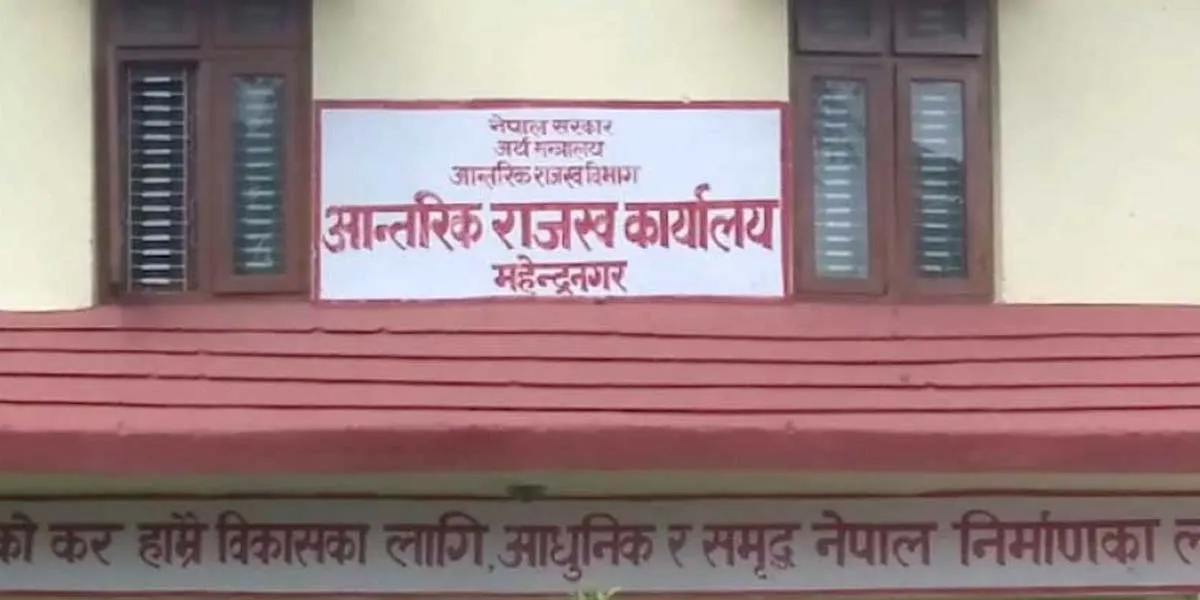 नेपाल सरकार
अर्थ मन्त्रालय
आन्तरिक राजस्व विभाग
आन्तरिक राजस्व कार्यालय
महेन्द्रनगर
को कर हाम्रै विकासका लागि, आधुनिक र समृद्ध नेपाल निर्माणका ल